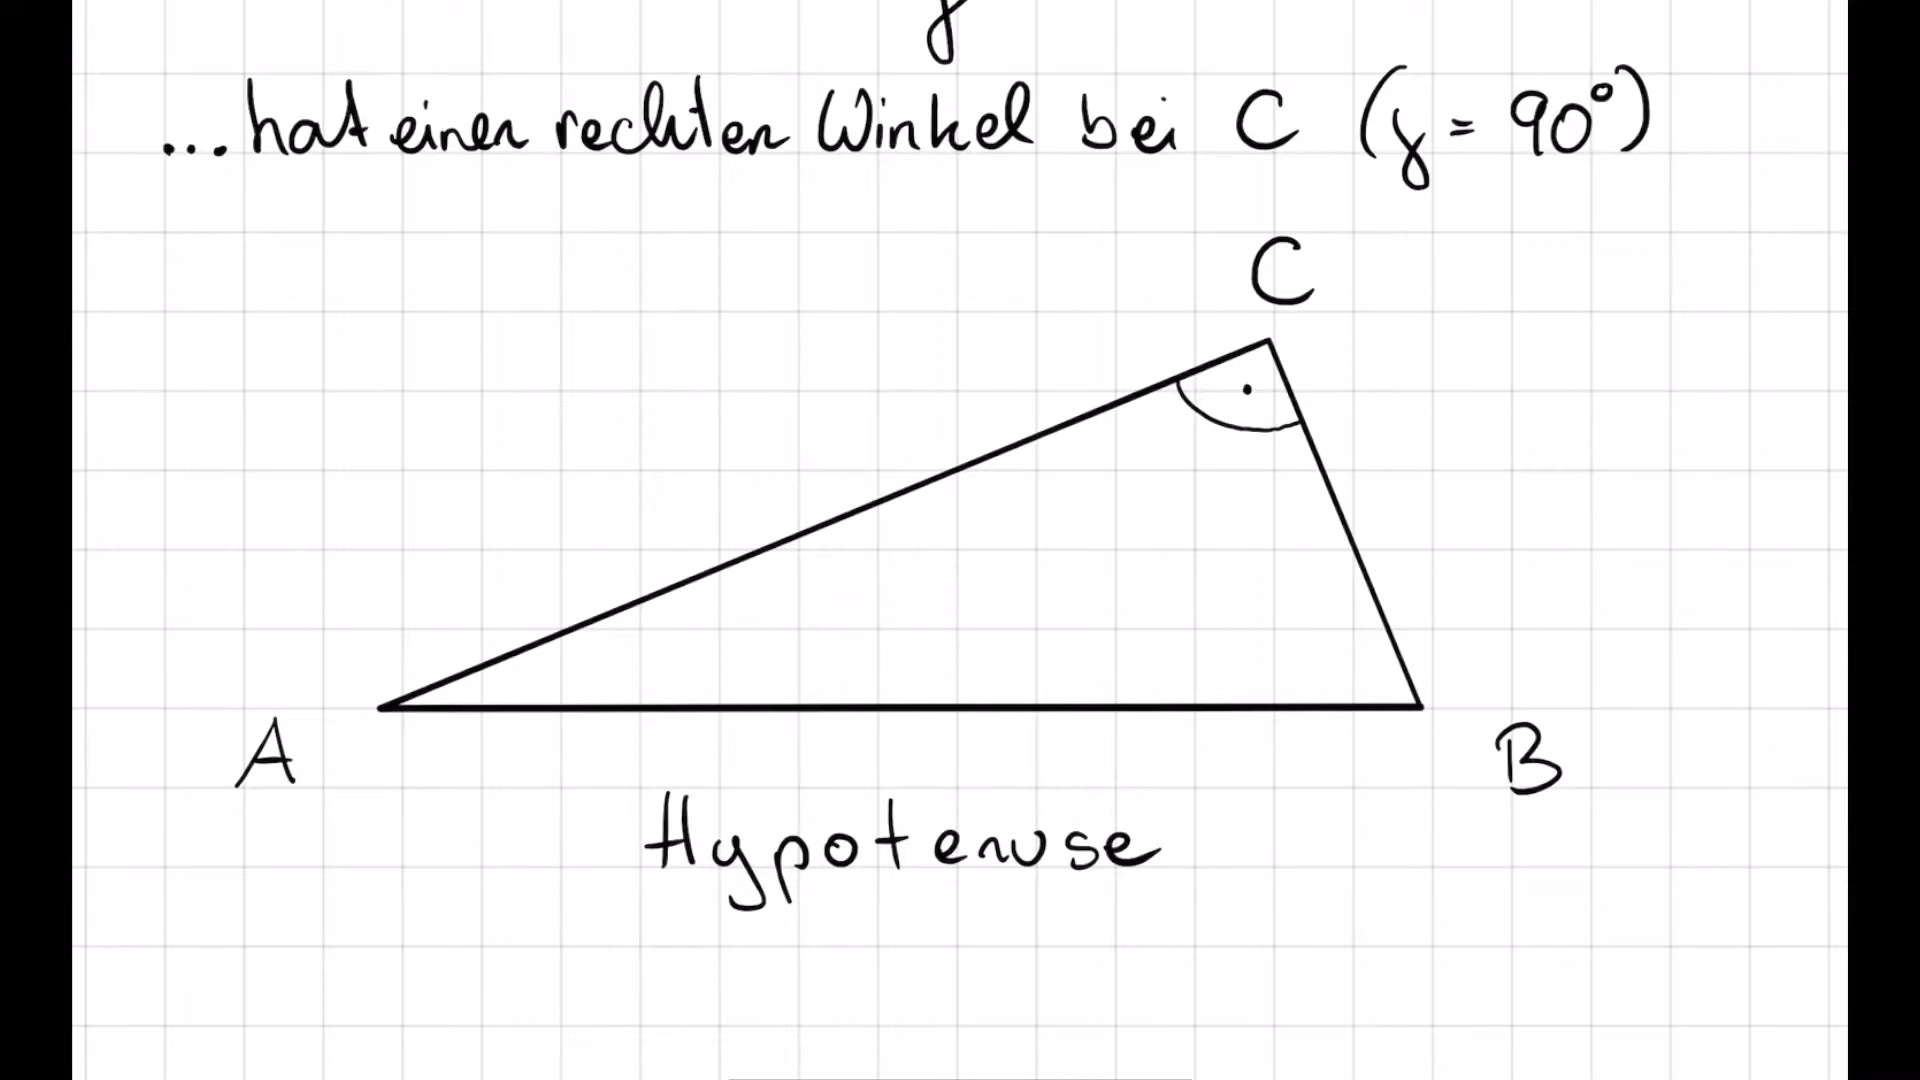 ...hat einen rechten Winkel bei C (γ = 90°)
C
A
B
Hypotenuse